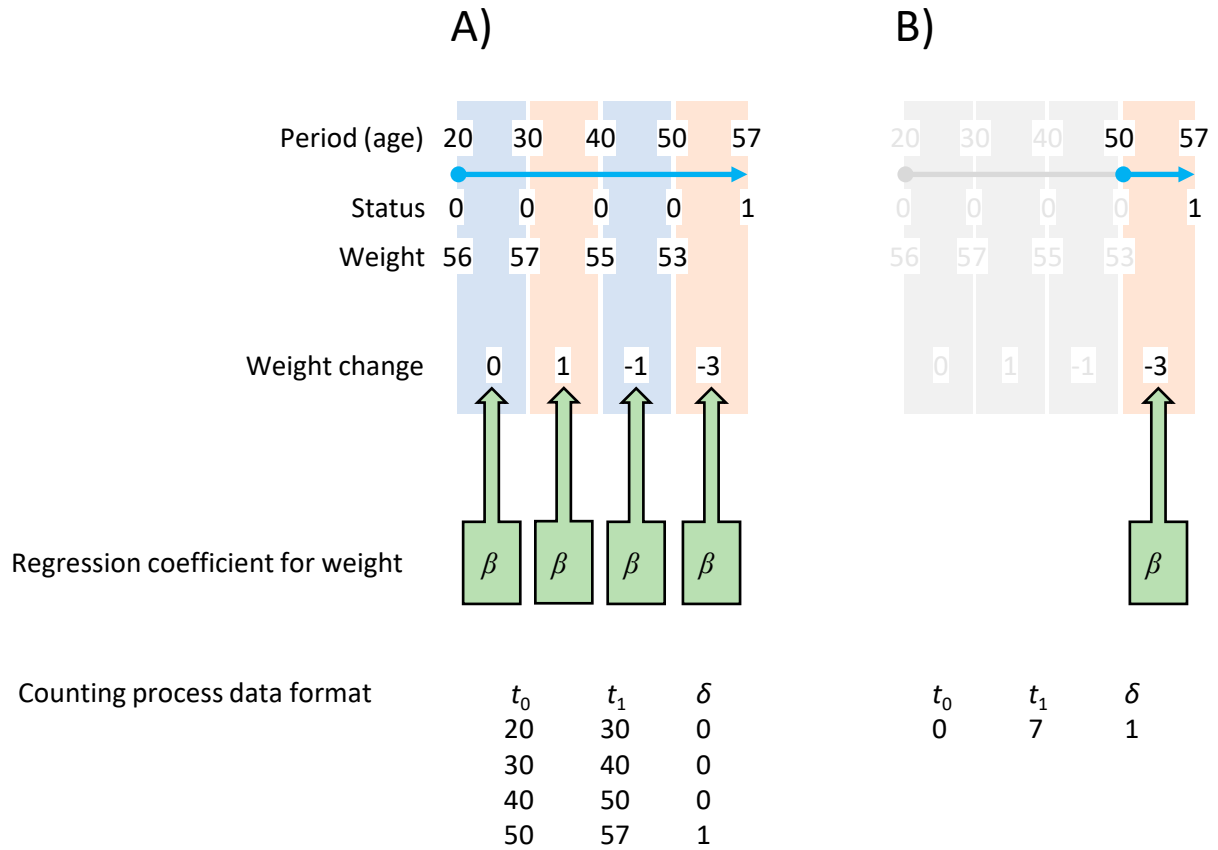 A) B)
Period (age) 20 30 40 50 57 20 30 40 50 57
Status 0 0 0 0 1 0 0 0 0 1
Weight 56 57 55 53 56 57 55 53
Weight change 0 1 -1 -3 0 1 -1 -3
Regression coefficient for weight β β β β β
Counting process data format t0 t1 δ t0 t1 δ
20 30 0 0 7 1
30 40 0
40 50 0
50 57 1